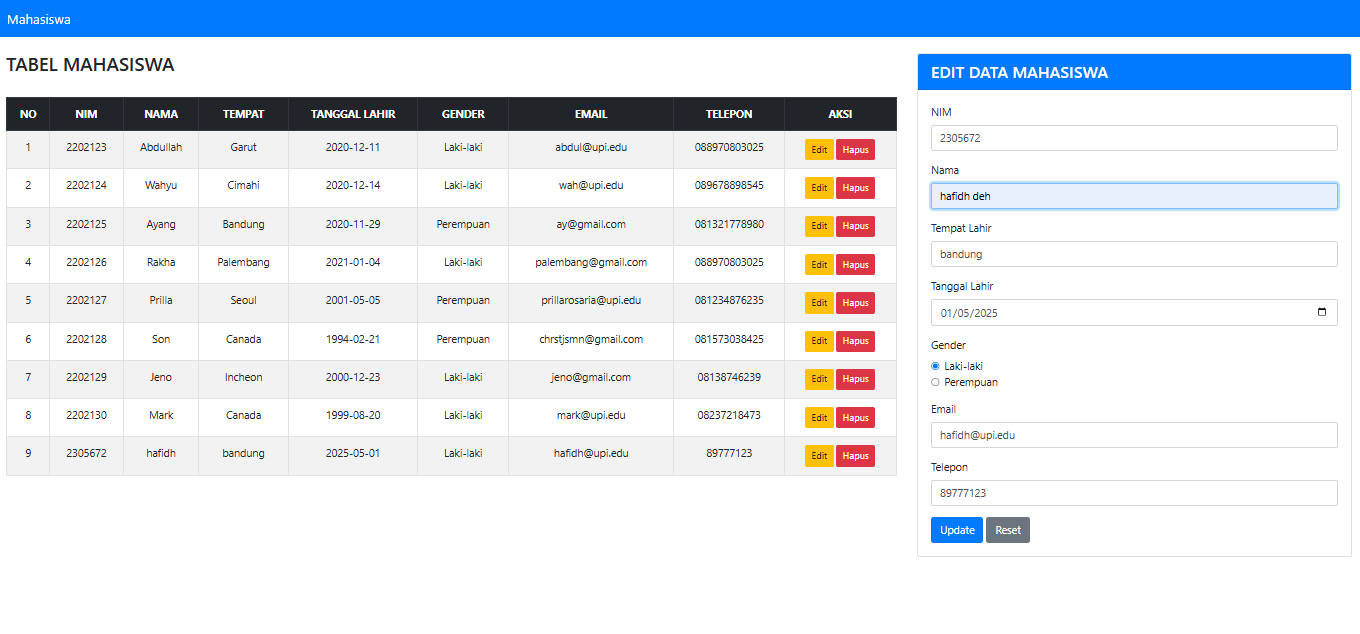 Mahasiswa
TABEL MAHASISWA
NO NIM NAMA TEMPAT TANGGAL LAHIR GENDER EMAIL TELEPON AKSI
1 2202123 Abdullah Garut 2020-12-11 Laki-laki abdul@upi.edu 088970803025 Edit Hapus
2 2202124 Wahyu Cimahi 2020-12-14 Laki-laki wah@upi.edu 089678898545 Edit Hapus
3 2202125 Ayang Bandung 2020-11-29 Perempuan ay@gmail.com 081321778980 Edit Hapus
4 2202126 Rakha Palembang 2021-01-04 Laki-laki palembang@gmail.com 088970803025 Edit Hapus
5 2202127 Prilla Seoul 2001-05-05 Perempuan prillarosaria@upi.edu 081234876235 Edit Hapus
6 2202128 Son Canada 1994-02-21 Perempuan chrstjsmn@gmail.com 081573038425 Edit Hapus
7 2202129 Jeno Incheon 2000-12-23 Laki-laki jeno@gmail.com 08138746239 Edit Hapus
8 2202130 Mark Canada 1999-08-20 Laki-laki mark@upi.edu 08237218473 Edit Hapus
9 2305672 hafidh bandung 2025-05-01 Laki-laki hafidh@upi.edu 89777123 Edit Hapus
EDIT DATA MAHASISWA
NIM
2305672
Nama
hafidh deh
Tempat Lahir
bandung
Tanggal Lahir
01/05/2025
Gender
Laki-laki
Perempuan
Email
hafidh@upi.edu
Telepon
89777123
Update Reset